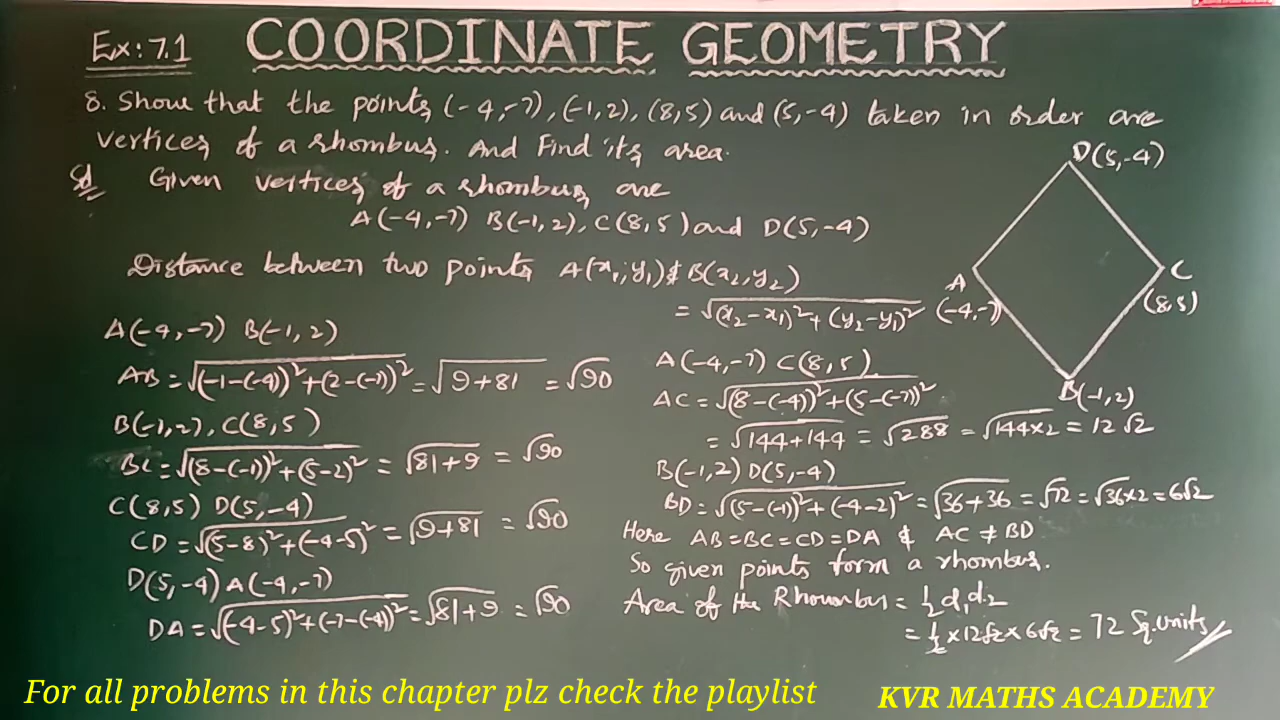 Ex: 7.1 COORDINATE GEOMETRY
8. Show that the points (-4,-7), (-1,2), (8,5) and (5,-4) taken in order are
vertices of a rhombus. And Find its area.
Sol Given vertices of a rhombus are
A(-4,-7) B(-1,2), C(8,5) and D(5,-4)
Distance between two points A(x₁,y₁) & B(x₂,y₂)
= √(x₂-x₁)²+(y₂-y₁)²
A(-4,-7) B(-1,2)
AB = √(-1-(-4))²+(2-(-7))² = √9+81 = √90
B(-1,2), C(8,5)
BC = √(8-(-1))²+(5-2)² = √81+9 = √90
C(8,5) D(5,-4)
CD = √(5-8)²+(-4-5)² = √9+81 = √90
D(5,-4) A(-4,-7)
DA = √(-4-5)²+(-7-(-4))² = √81+9 = √90
A(-4,-7) C(8,5)
AC = √(8-(-4))²+(5-(-7))²
= √144+144 = √288 = √144×2 = 12√2
B(-1,2) D(5,-4)
BD = √(5-(-1))²+(-4-2)² = √36+36 = √72 = √36×2 = 6√2
Here AB=BC=CD=DA & AC ≠ BD
So given points form a rhombus.
Area of the Rhombus = ½ d₁d₂
= ½ × 12√2 × 6√2 = 72 Sq.units
D(5,-4)
A
(-4,-7)
C
(8,5)
B(-1,2)
For all problems in this chapter plz check the playlist
KVR MATHS ACADEMY